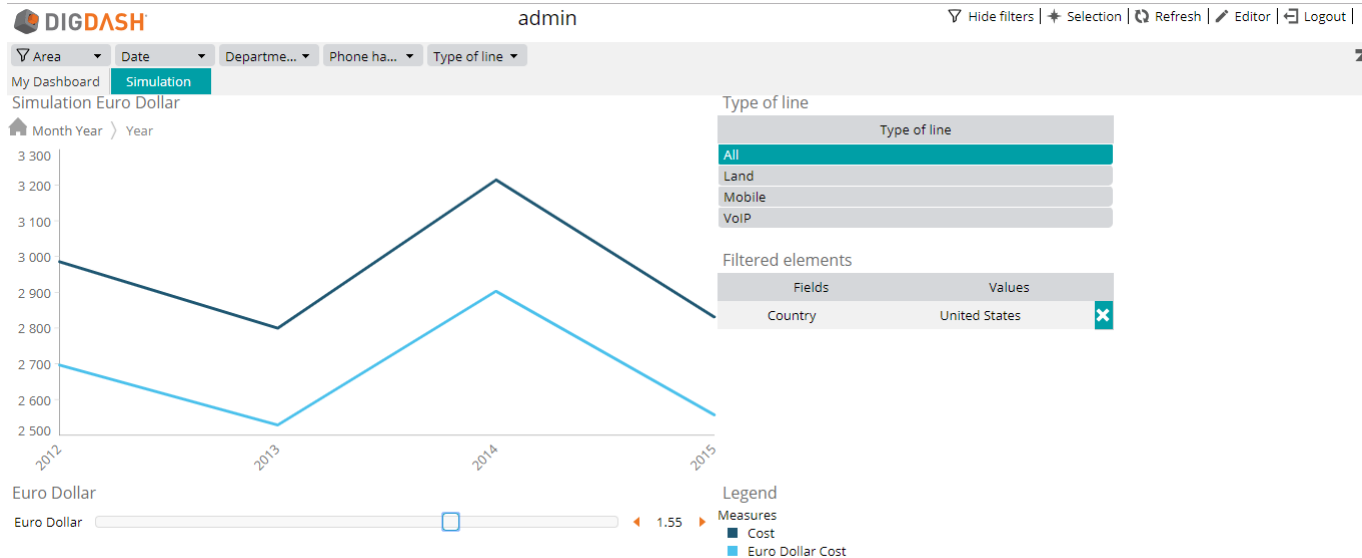 DIGDASH
admin
Hide filters | Selection | Refresh | Editor | Logout |
Area Date Departme... Phone ha... Type of line
My Dashboard Simulation
Simulation Euro Dollar
Month Year Year
3 300
3 200
3 100
3 000
2 900
2 800
2 700
2 600
2 500
2012 2013 2014 2015
Type of line
Type of line
All
Land
Mobile
VoIP
Filtered elements
Fields Values
Country United States
Euro Dollar
Euro Dollar 1.55
Legend
Measures
Cost
Euro Dollar Cost